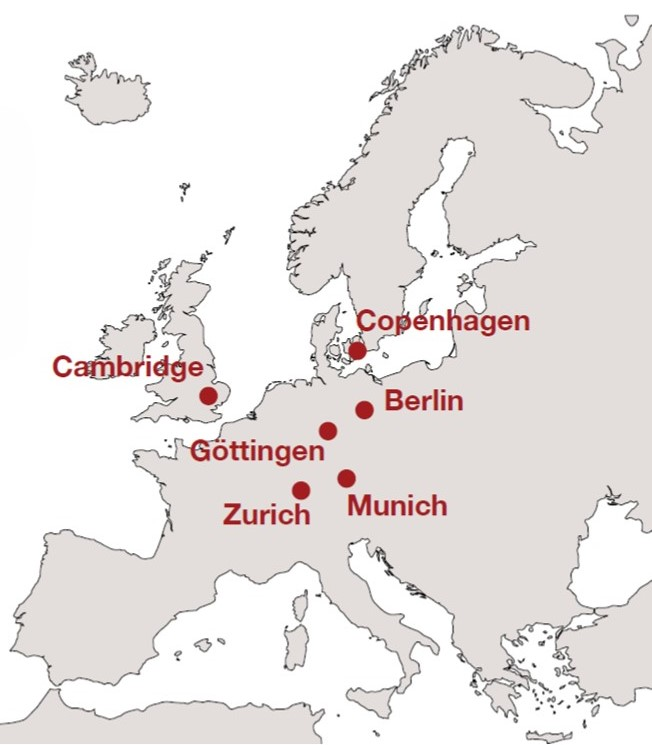 Copenhagen
Cambridge
Berlin
Göttingen
Munich
Zurich